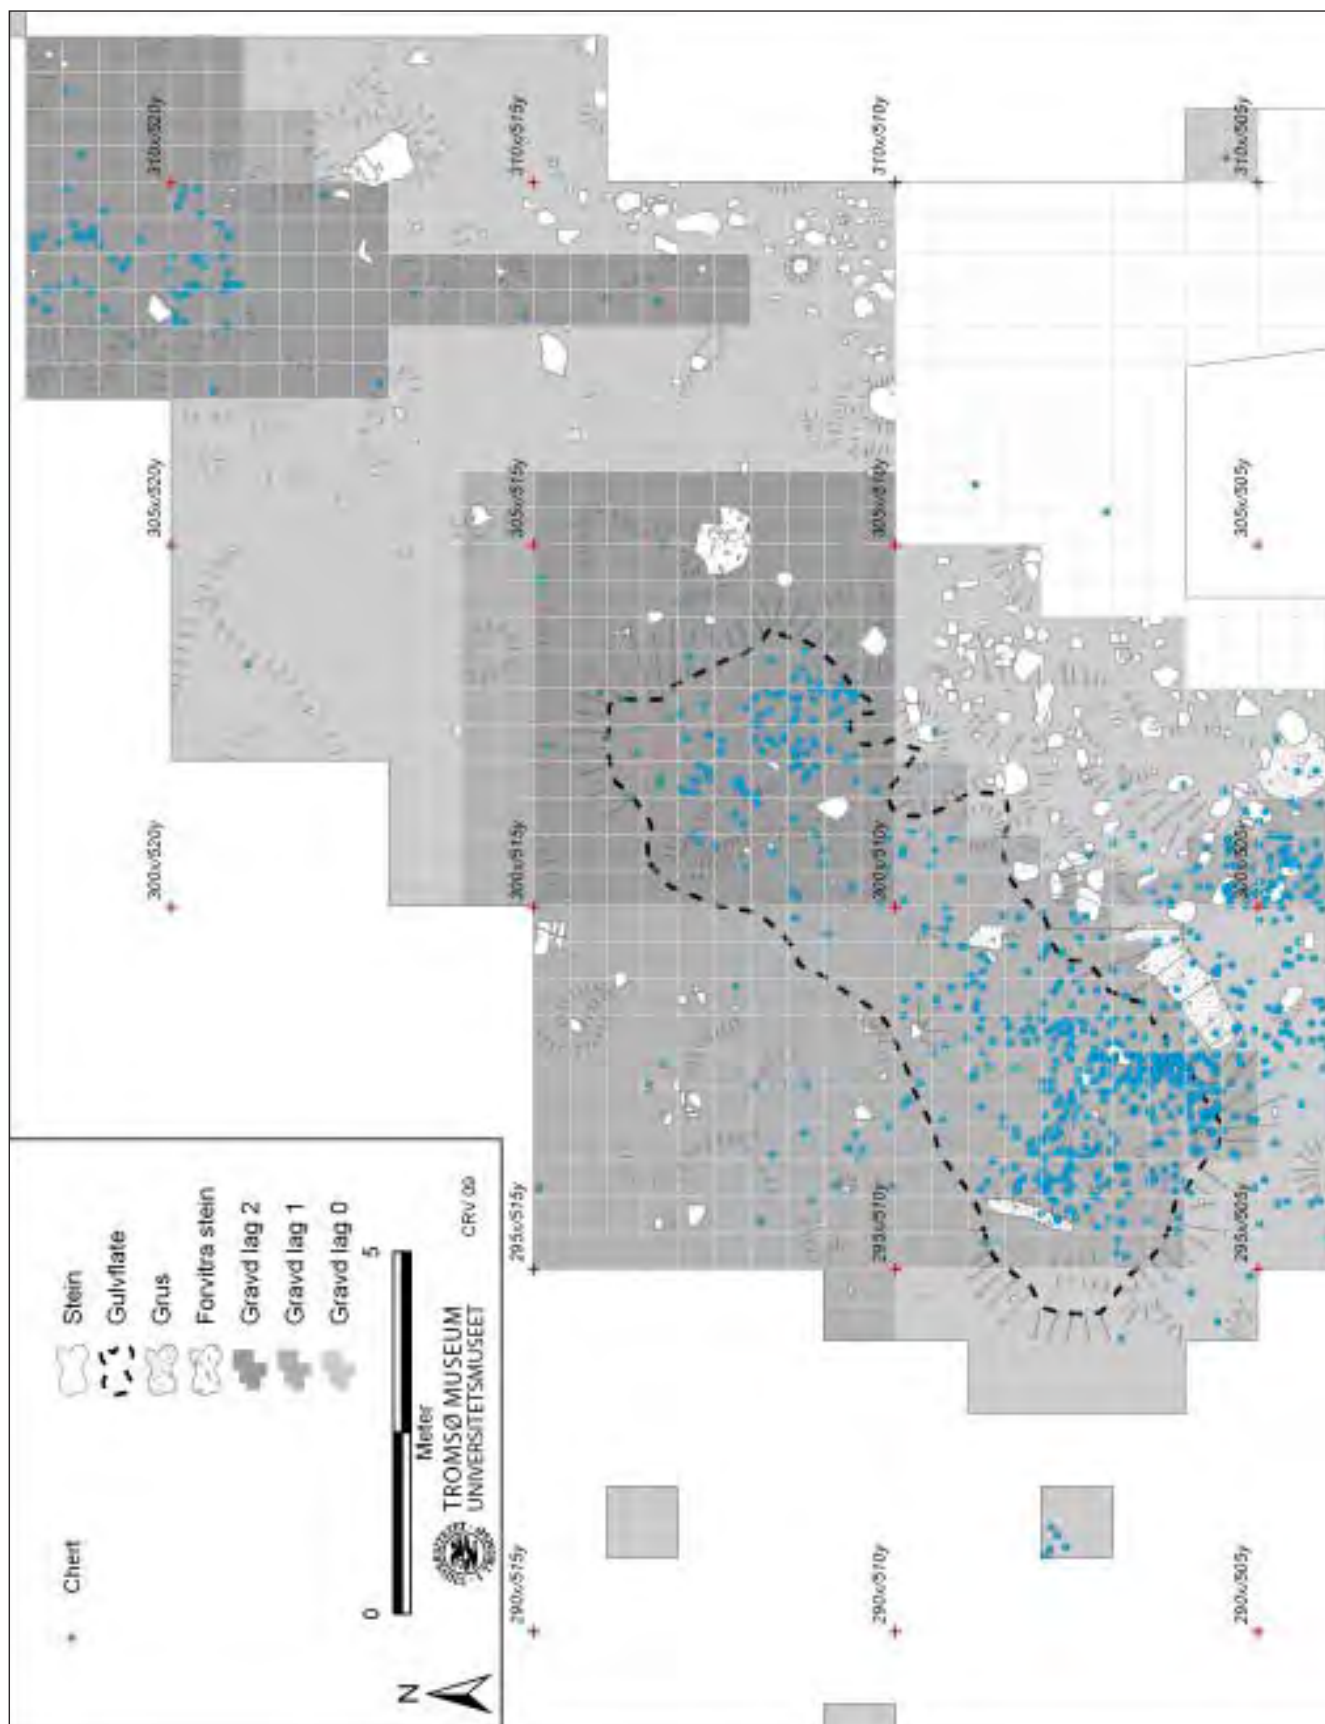 Chert
Stein
Gulvflate
Grus
Forvitra stein
Gravd lag 2
Gravd lag 1
Gravd lag 0
N
0
5
Meter
TROMSØ MUSEUM
UNIVERSITETSMUSEET
CRV 09
300x/520y
305x/520y
310x/520y
290x/515y
295x/515y
300x/515y
305x/515y
310x/515y
290x/510y
295x/510y
300x/510y
305x/510y
310x/510y
290x/505y
295x/505y
300x/505y
305x/505y
310x/505y